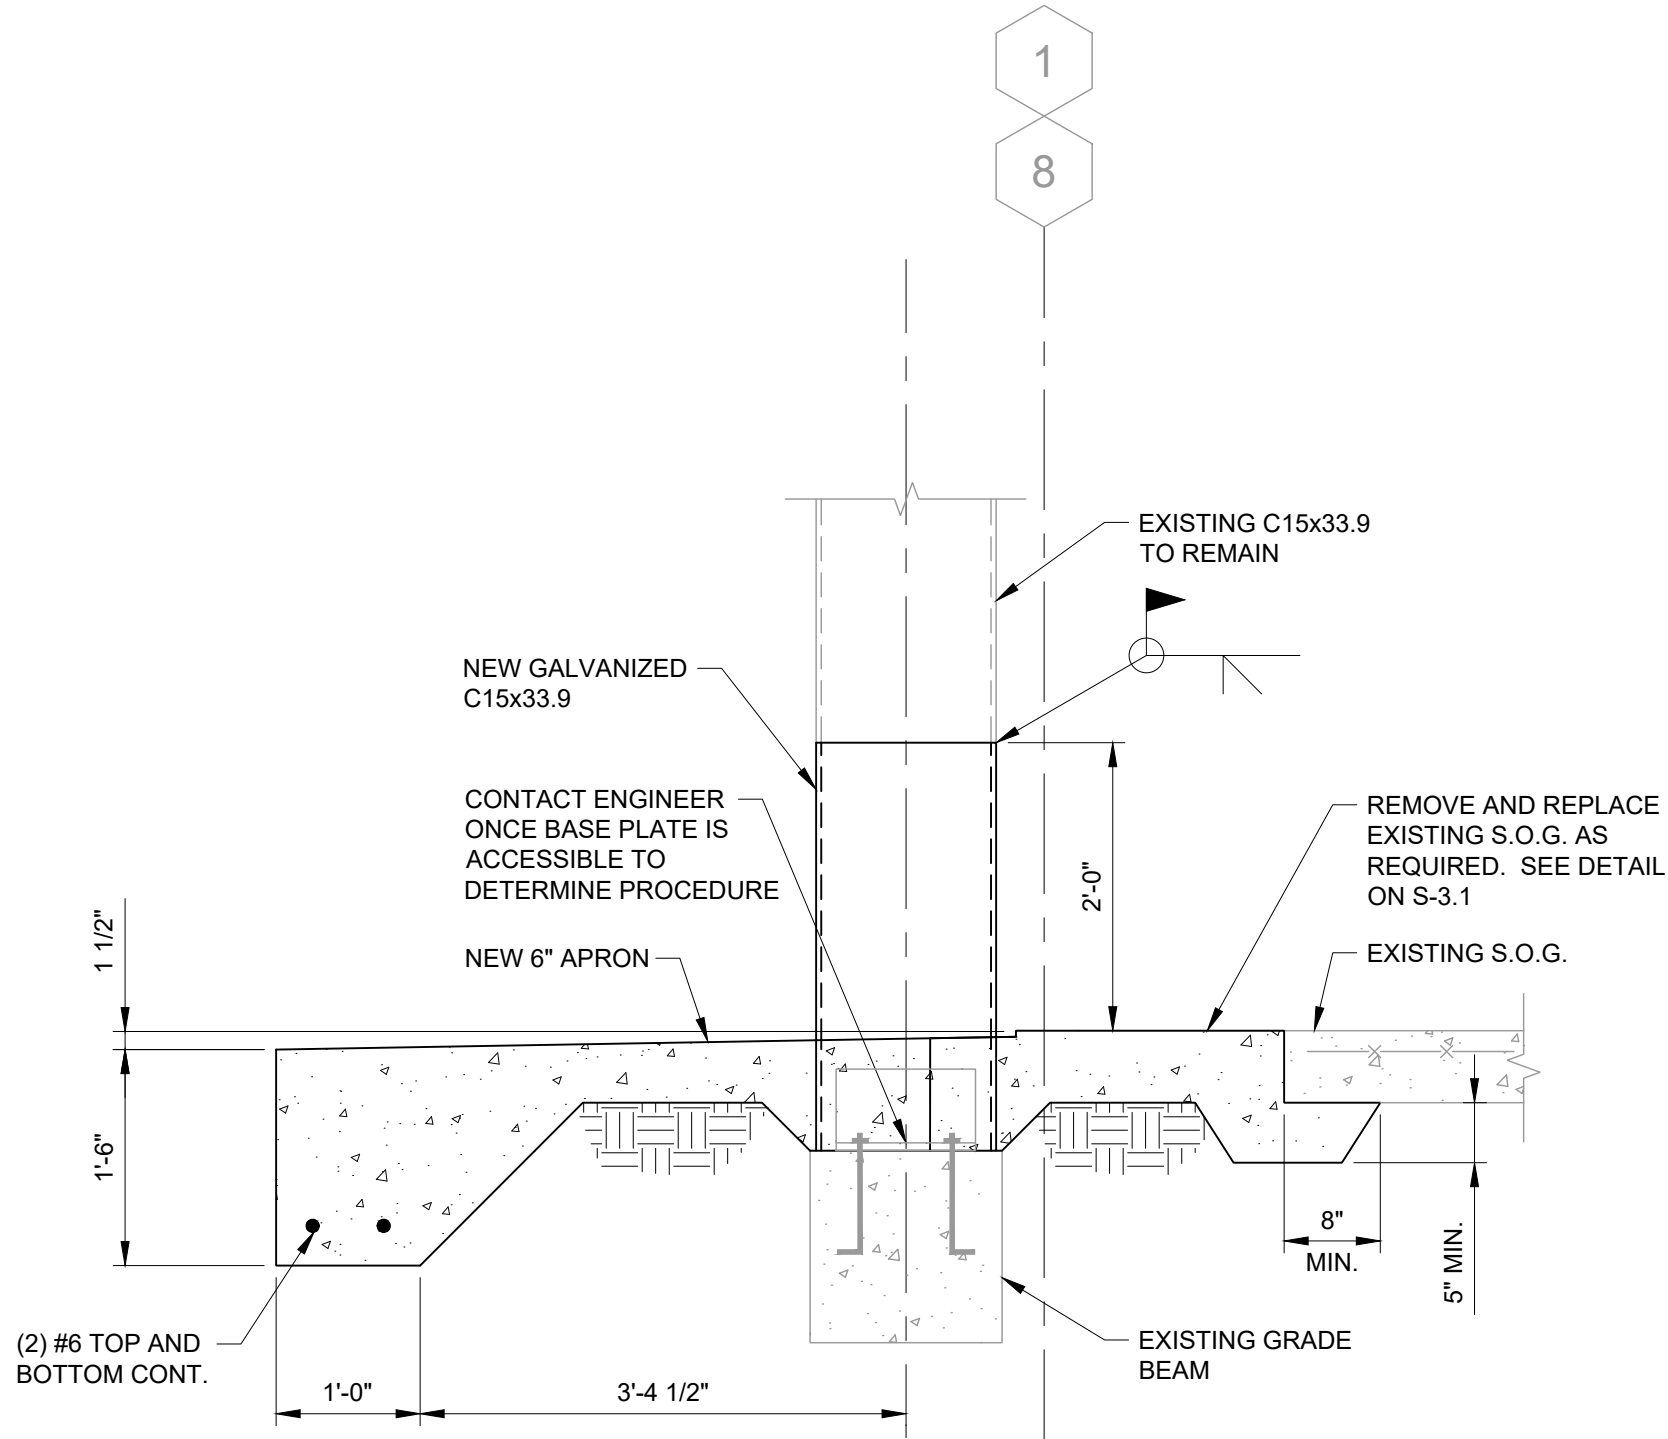 1
8
EXISTING C15x33.9
TO REMAIN
NEW GALVANIZED
C15x33.9
CONTACT ENGINEER
ONCE BASE PLATE IS
ACCESSIBLE TO
DETERMINE PROCEDURE
REMOVE AND REPLACE
EXISTING S.O.G. AS
REQUIRED. SEE DETAIL
ON S-3.1
2'-0"
1 1/2"
NEW 6" APRON
EXISTING S.O.G.
1'-6"
8"
MIN.
5" MIN.
(2) #6 TOP AND
BOTTOM CONT.
EXISTING GRADE
BEAM
1'-0"
3'-4 1/2"